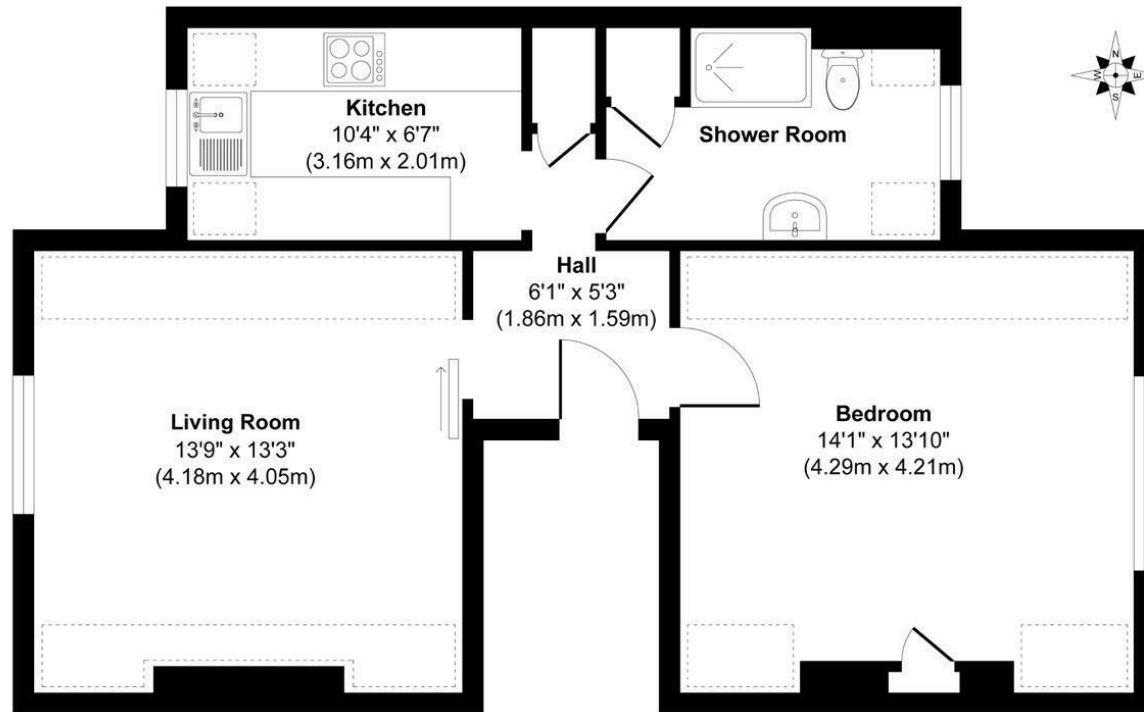 Kitchen
10'4" x 6'7"
(3.16m x 2.01m)
Shower Room
N
W
E
S
Hall
6'1" x 5'3"
(1.86m x 1.59m)
Living Room
13'9" x 13'3"
(4.18m x 4.05m)
Bedroom
14'1" x 13'10"
(4.29m x 4.21m)